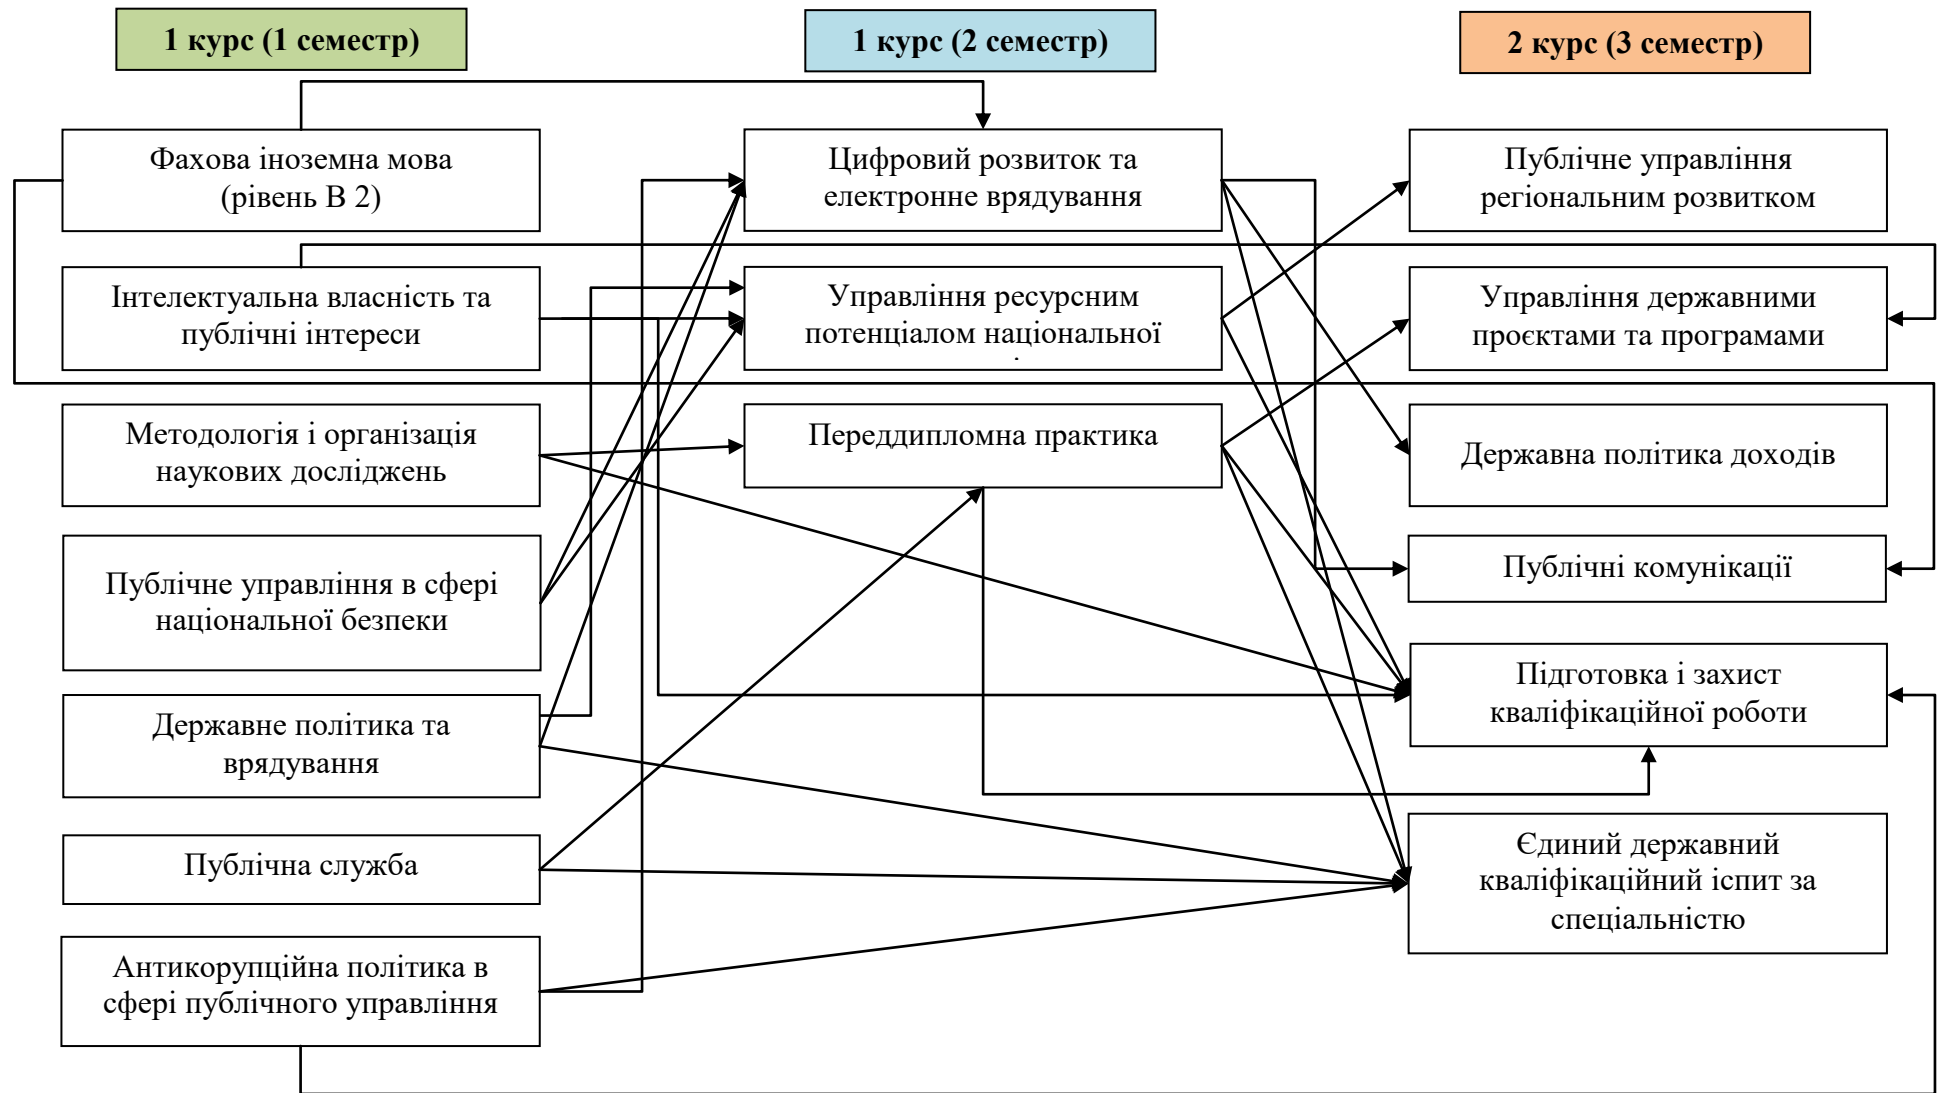 1 курс (1 семестр)
1 курс (2 семестр)
2 курс (3 семестр)
Фахова іноземна мова
(рівень В 2)
Цифровий розвиток та
електронне врядування
Публічне управління
регіональним розвитком
Інтелектуальна власність та
публічні інтереси
Управління ресурсним
потенціалом національної
Управління державними
проєктами та програмами
Методологія і організація
наукових досліджень
Переддипломна практика
Державна політика доходів
Публічне управління в сфері
національної безпеки
Публічні комунікації
Державне політика та
врядування
Підготовка і захист
кваліфікаційної роботи
Публічна служба
Єдиний державний
кваліфікаційний іспит за
спеціальністю
Антикорупційна політика в
сфері публічного управління